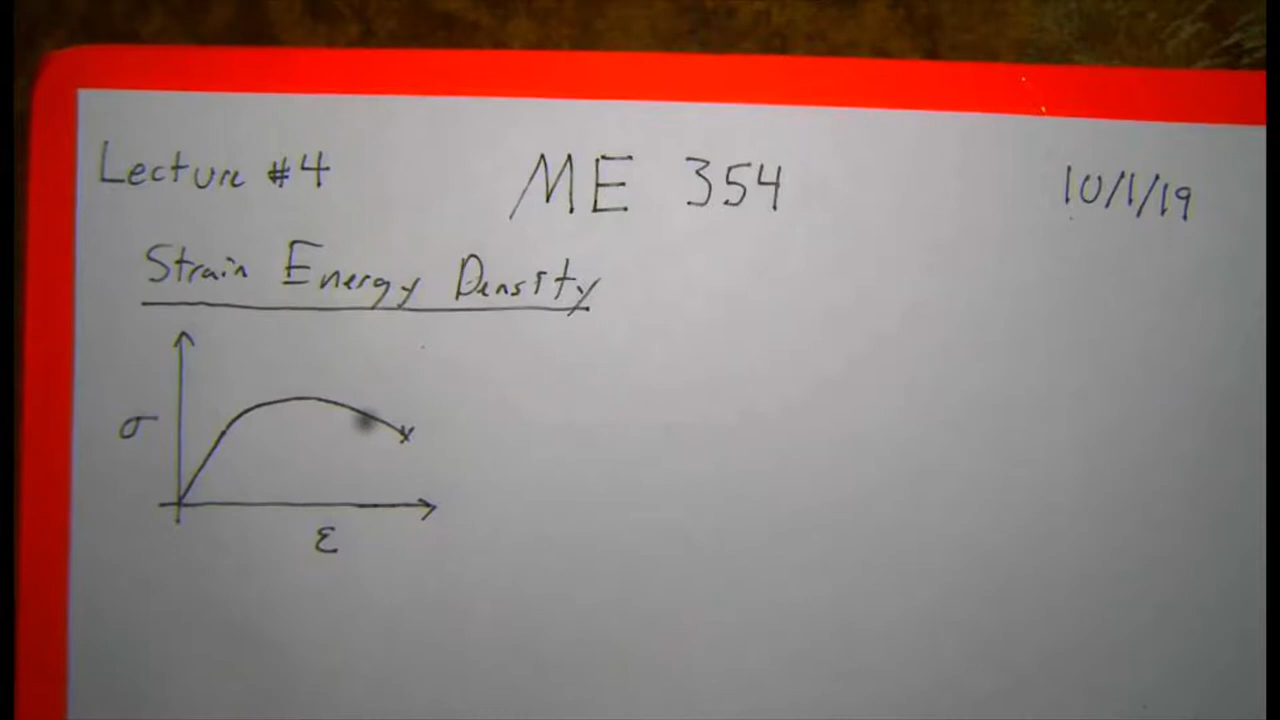 Lecture #4 ME 354 10/1/19
Strain Energy Density
σ
ε